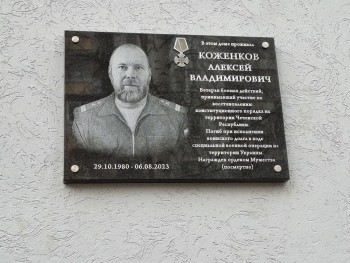 В этом доме проживал
КОЖЕНКОВ
АЛЕКСЕЙ
ВЛАДИМИРОВИЧ
Ветеран боевых действий,
принимавший участие по
восстановлению
конституционного порядка на
территории Чеченской
Республики.
Погиб при исполнении
воинского долга в ходе
специальной военной операции на
территории Украины
Награжден орденом Мужества
(посмертно)
29.10.1980 - 06.08.2023